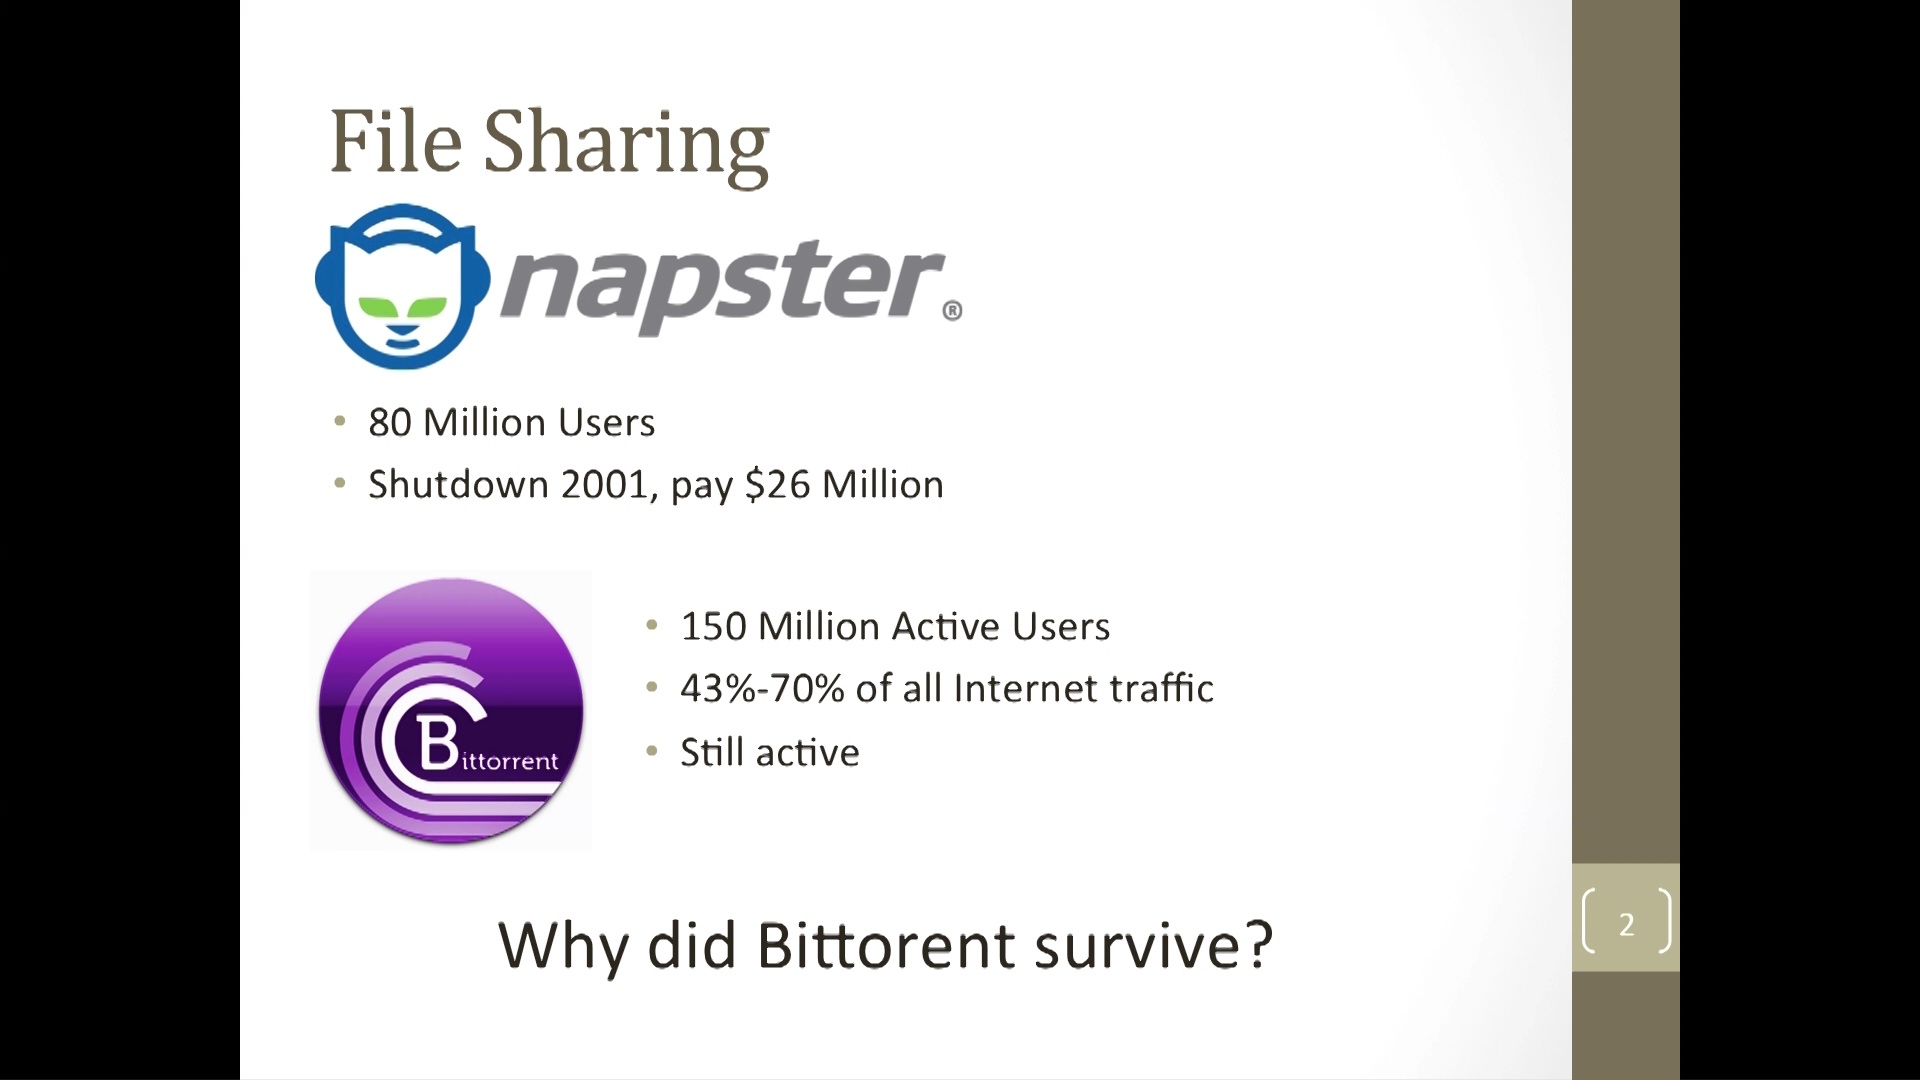 File Sharing
napster®
• 80 Million Users
• Shutdown 2001, pay $26 Million
• 150 Million Active Users
• 43%-70% of all Internet traffic
• Still active
Bittorrent
Why did Bittorent survive?
2